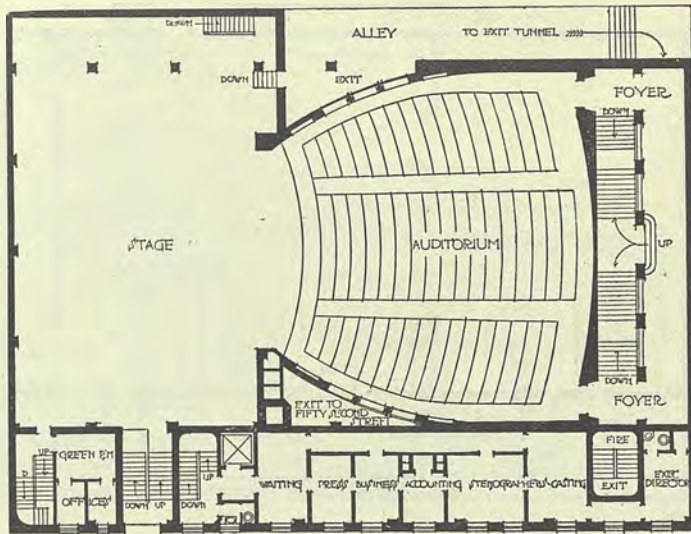 DOWN
ALLEY
TO EXIT TUNNEL
DOWN
EXIT
FOYER
DOWN
STAGE
AUDITORIUM
UP
DOWN
FOYER
EXIT TO
FIFTY SECOND
STREET
UP
GREEN RM
OFFICES
DOWN
UP
DOWN
UP
WAITING
PRESS
BUSINESS
ACCOUNTING
STENOGRAPHERS
CASTING
FIRE
EXIT
EXEC
DIRECTOR